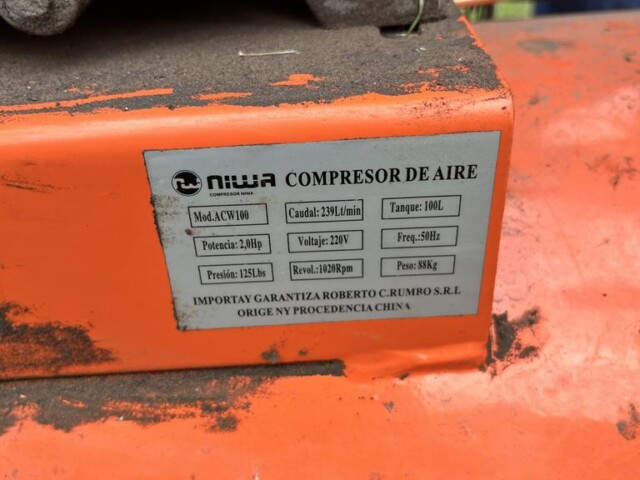 NIWA COMPRESOR DE AIRE
COMPRESOR NIWA
Mod.ACW100 Caudal: 239Lt/min Tanque: 100L
Potencia: 2,0Hp Voltaje: 220V Freq.:50Hz
Presión: 125Lbs Revol.:1020Rpm Peso: 88Kg
IMPORTAY GARANTIZA ROBERTO C.RUMBO S.R.L
ORIGE NY PROCEDENCIA CHINA